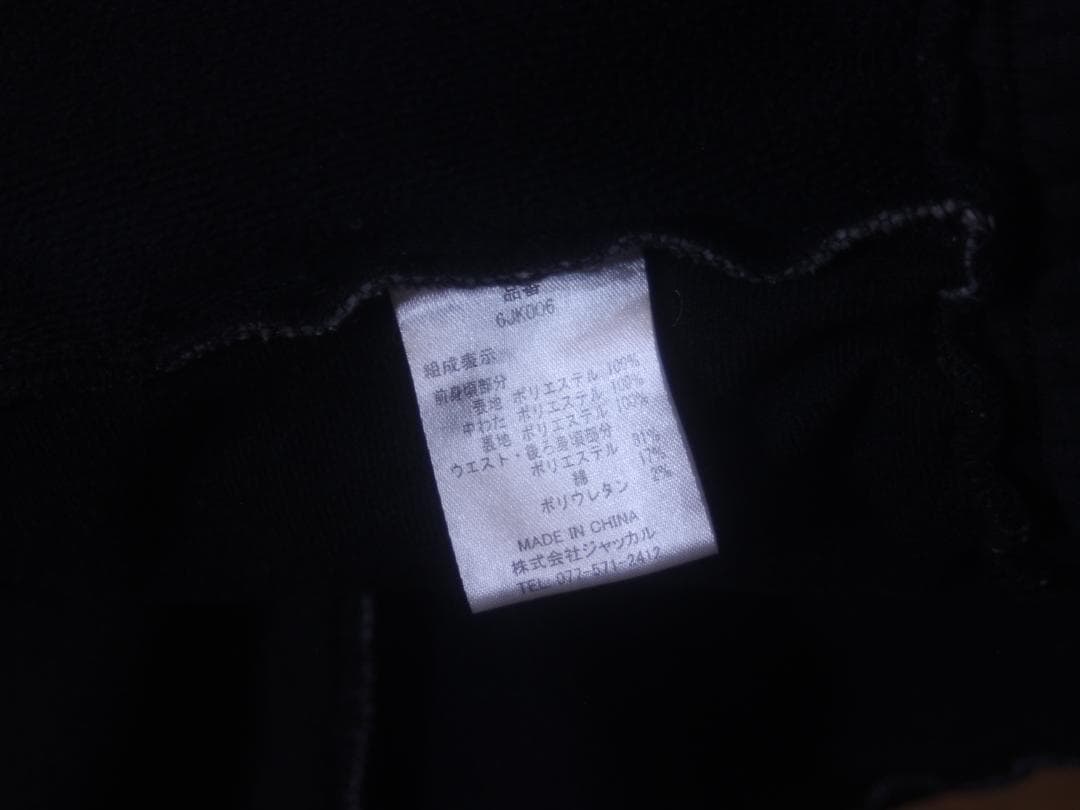 品番
6JK006
組成表示
前身頃部分
表地 ポリエステル 100%
中わた ポリエステル 100%
裏地 ポリエステル 100%
ウエスト・後ろ身頃部分
ポリエステル 81%
綿 17%
ポリウレタン 2%
MADE IN CHINA
株式会社ジャッカル
TEL 077-571-2412